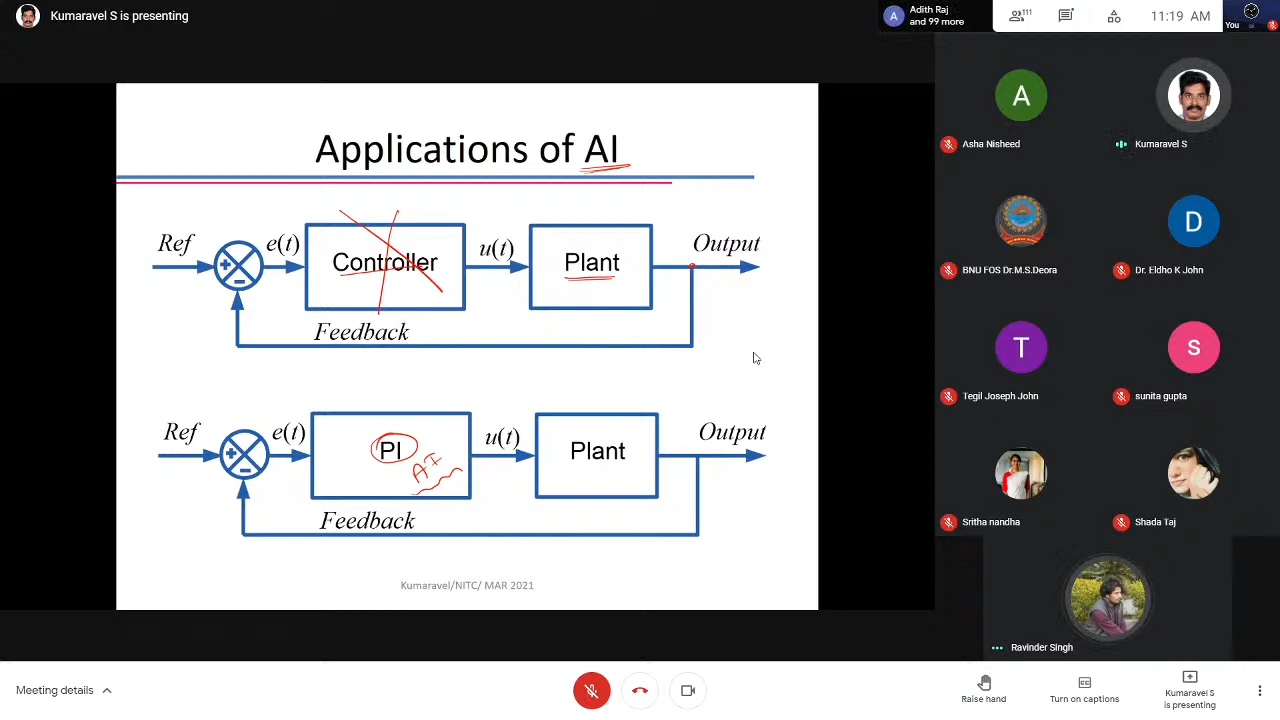 Kumaravel S is presenting
A
Adith Raj
and 99 more
111
11:19 AM
You
Applications of AI
Ref
e(t)
Controller
u(t)
Plant
Output
+
-
Feedback
Ref
e(t)
PI
AI
u(t)
Plant
Output
+
-
Feedback
Kumaravel/NITC/ MAR 2021
A
Asha Nisheed
Kumaravel S
BNU FOS Dr.M.S.Deora
D
Dr. Eldho K John
T
Tegil Joseph John
s
sunita gupta
Sritha nandha
Shada Taj
Ravinder Singh
Meeting details
Raise hand
Turn on captions
Kumaravel S
is presenting